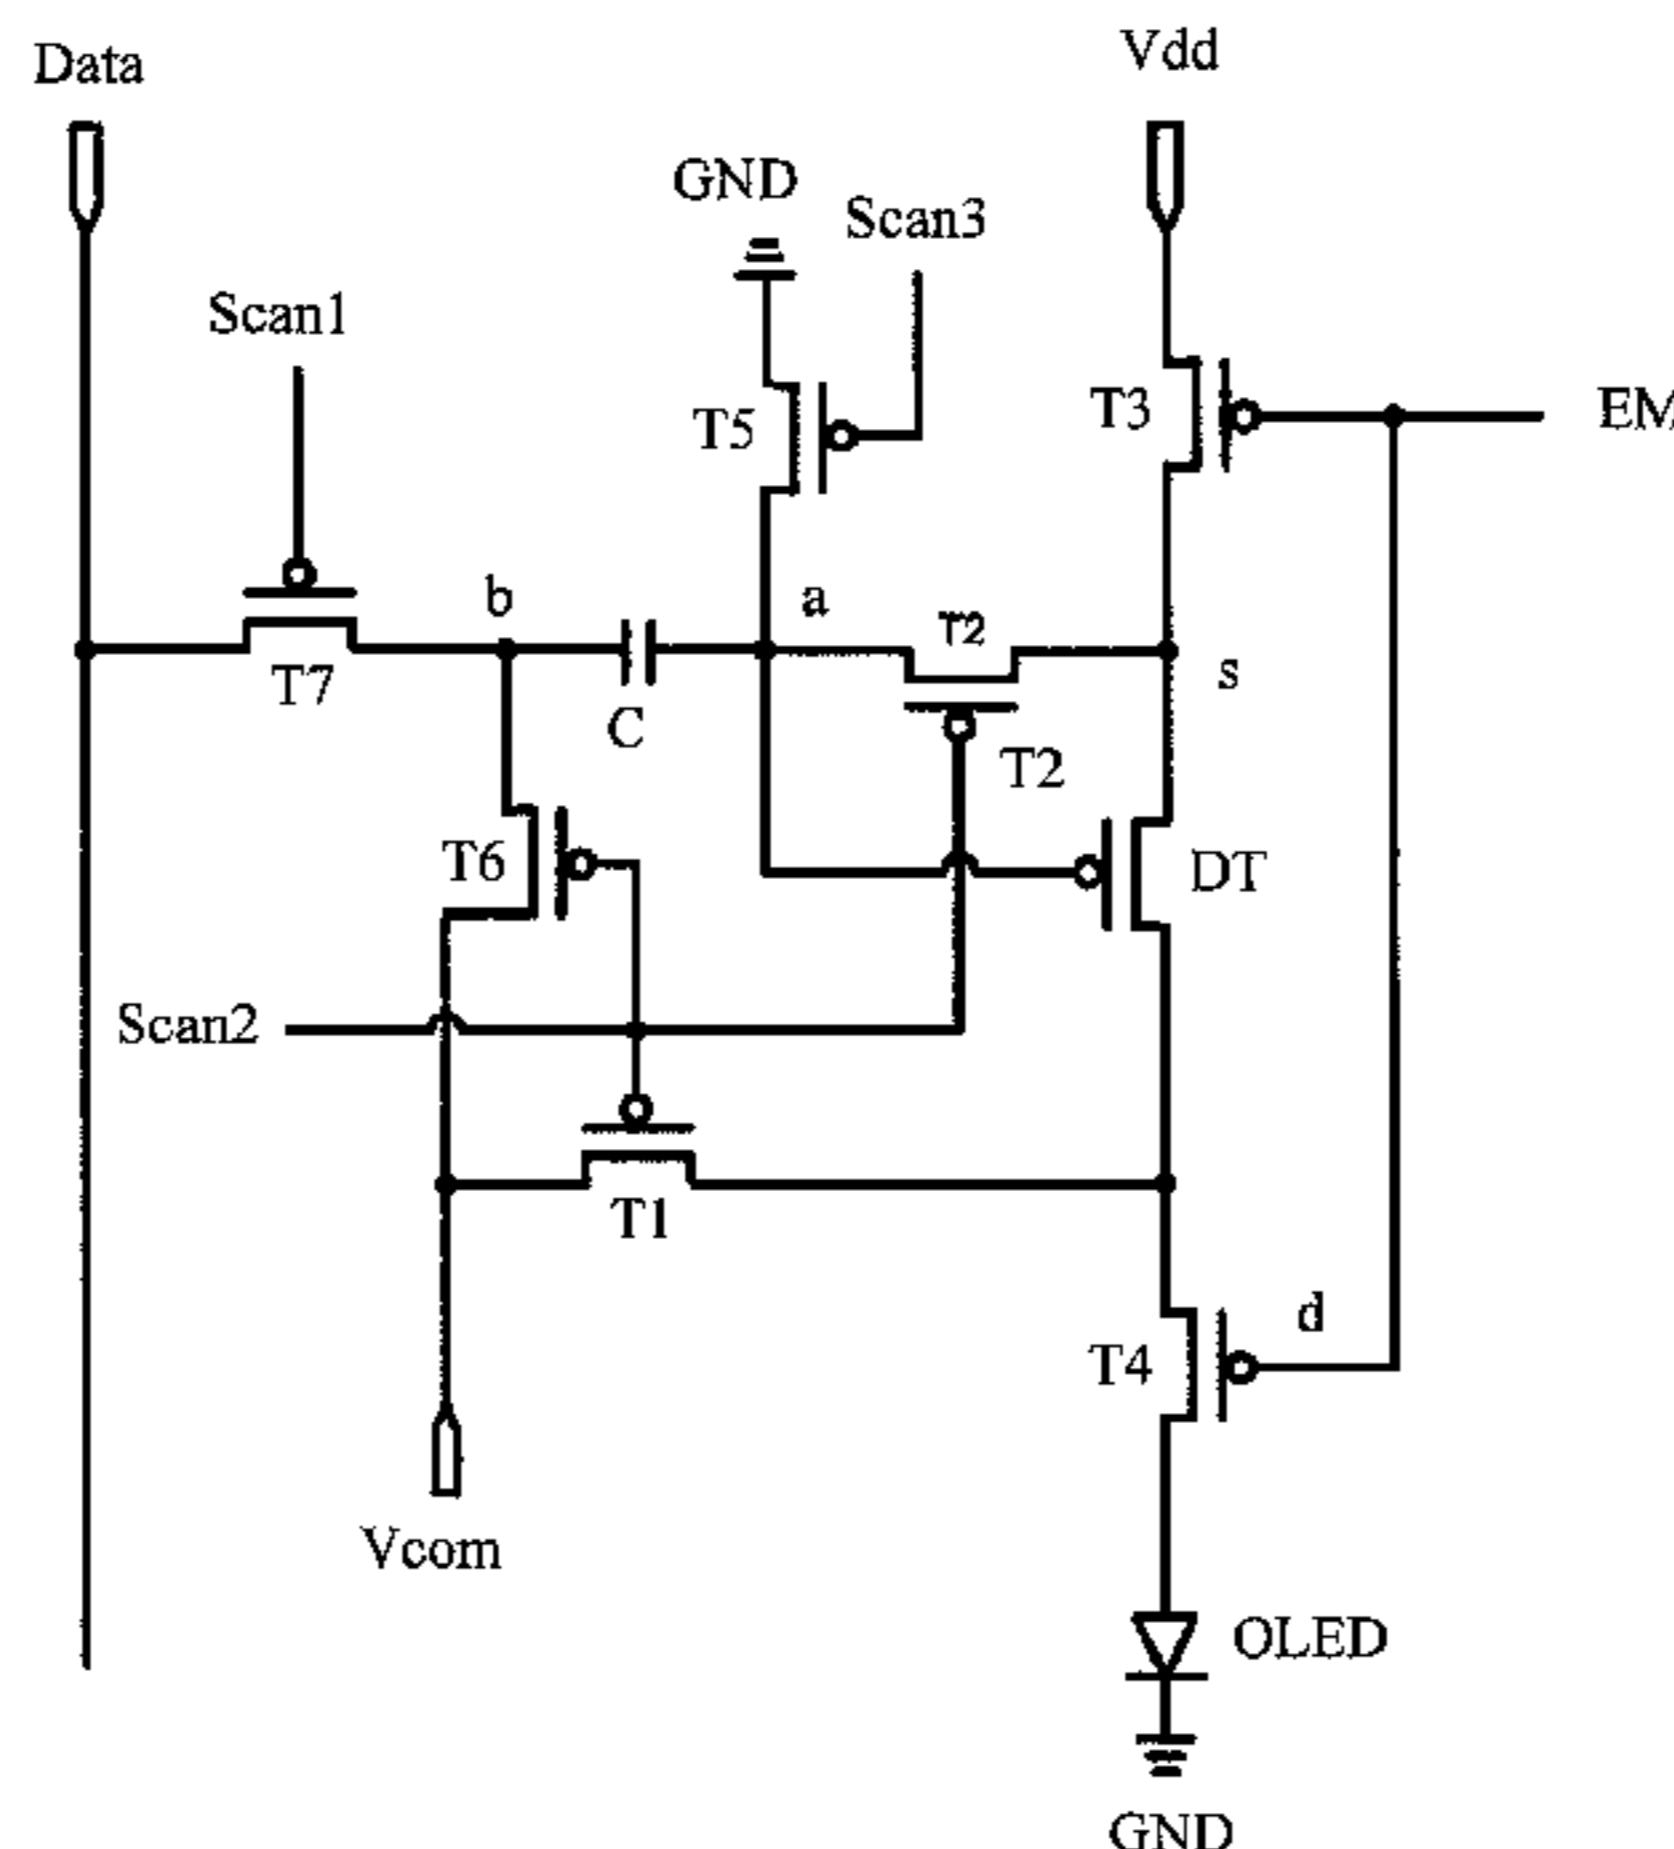 Data
Vdd
GND
Scan3
Scan1
T5
T3
EM
b
a
T2
s
T7
C
T2
T6
DT
Scan2
T1
d
T4
Vcom
OLED
GND